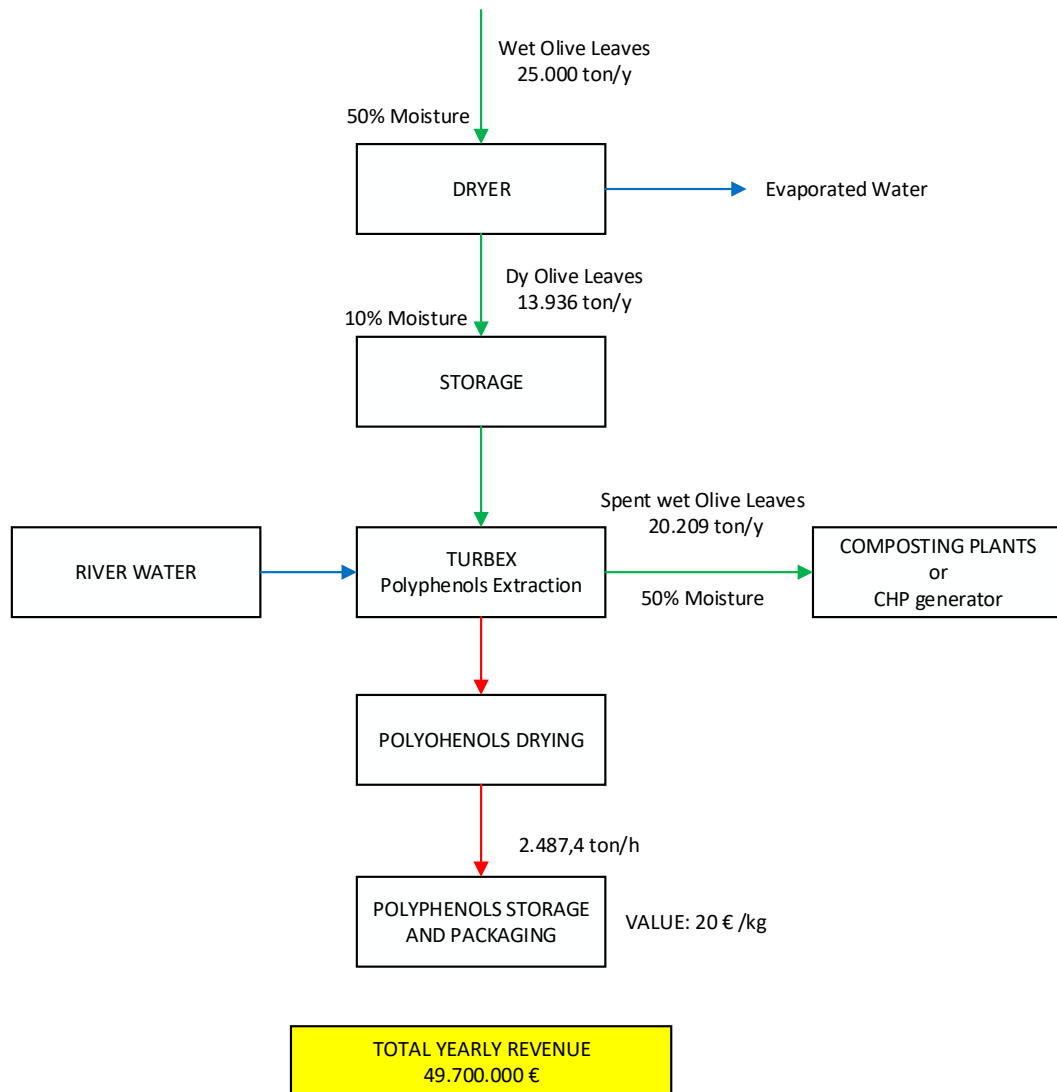 Wet Olive Leaves
25.000 ton/y
50% Moisture
DRYER
Evaporated Water
Dy Olive Leaves
13.936 ton/y
10% Moisture
STORAGE
Spent wet Olive Leaves
20.209 ton/y
RIVER WATER
TURBEX
Polyphenols Extraction
50% Moisture
COMPOSTING PLANTS
or
CHP generator
POLYOHENOLS DRYING
2.487,4 ton/h
POLYPHENOLS STORAGE
AND PACKAGING
VALUE: 20 € /kg
TOTAL YEARLY REVENUE
49.700.000 €